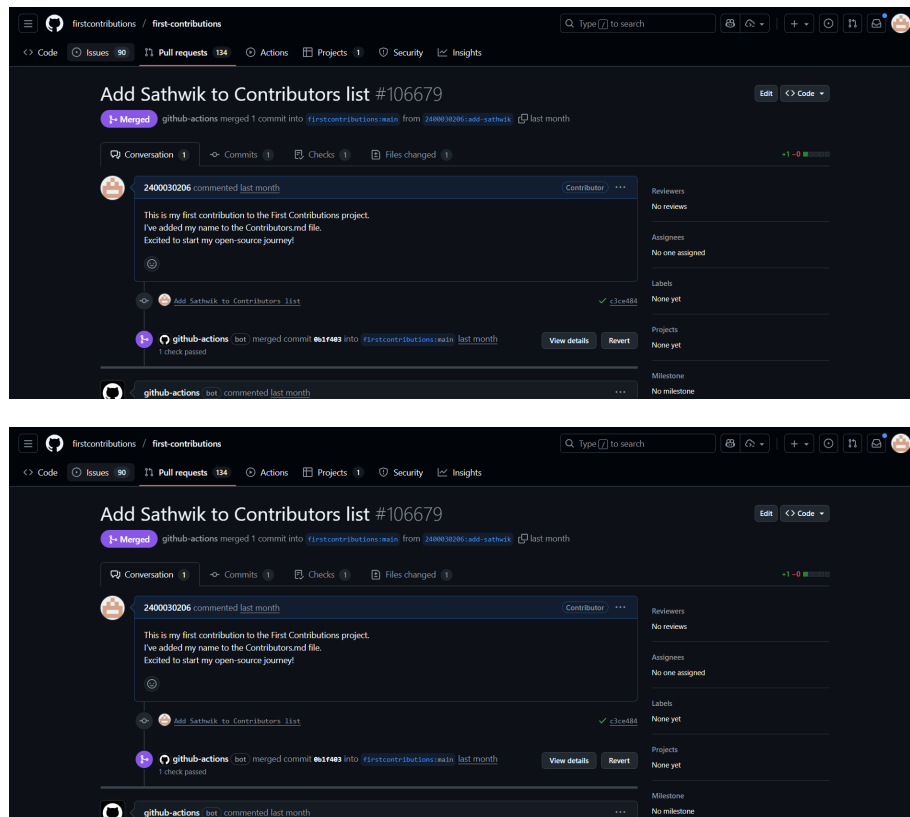 firstcontributions / first-contributions
Type / to search
Code Issues 90 Pull requests 134 Actions Projects 1 Security Insights
Add Sathwik to Contributors list #106679
Edit Code
Merged github-actions merged 1 commit into firstcontributions:main from 2400030206:add-sathwik last month
Conversation 1 Commits 1 Checks 1 Files changed 1 +1 −0
2400030206 commented last month Contributor
This is my first contribution to the First Contributions project.
I've added my name to the Contributors.md file.
Excited to start my open-source journey!
Add Sathwik to Contributors list c3ce484
github-actions bot merged commit 0b1f403 into firstcontributions:main last month View details Revert
1 check passed
github-actions bot commented last month
Reviewers
No reviews
Assignees
No one assigned
Labels
None yet
Projects
None yet
Milestone
No milestone
firstcontributions / first-contributions
Type / to search
Code Issues 90 Pull requests 134 Actions Projects 1 Security Insights
Add Sathwik to Contributors list #106679
Edit Code
Merged github-actions merged 1 commit into firstcontributions:main from 2400030206:add-sathwik last month
Conversation 1 Commits 1 Checks 1 Files changed 1 +1 −0
2400030206 commented last month Contributor
This is my first contribution to the First Contributions project.
I've added my name to the Contributors.md file.
Excited to start my open-source journey!
Add Sathwik to Contributors list c3ce484
github-actions bot merged commit 0b1f403 into firstcontributions:main last month View details Revert
1 check passed
github-actions bot commented last month
Reviewers
No reviews
Assignees
No one assigned
Labels
None yet
Projects
None yet
Milestone
No milestone